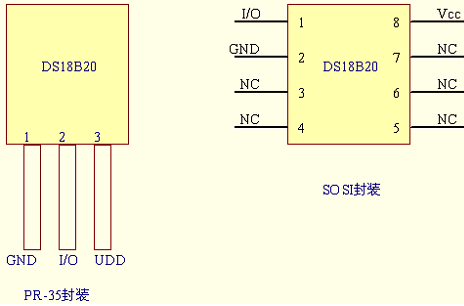 DS18B20
1 2 3
GND I/O UDD
PR-35封装
I/O 1 8 Vcc
GND 2 7 NC
DS18B20
NC 3 6 NC
NC 4 5 NC
SOSI封装